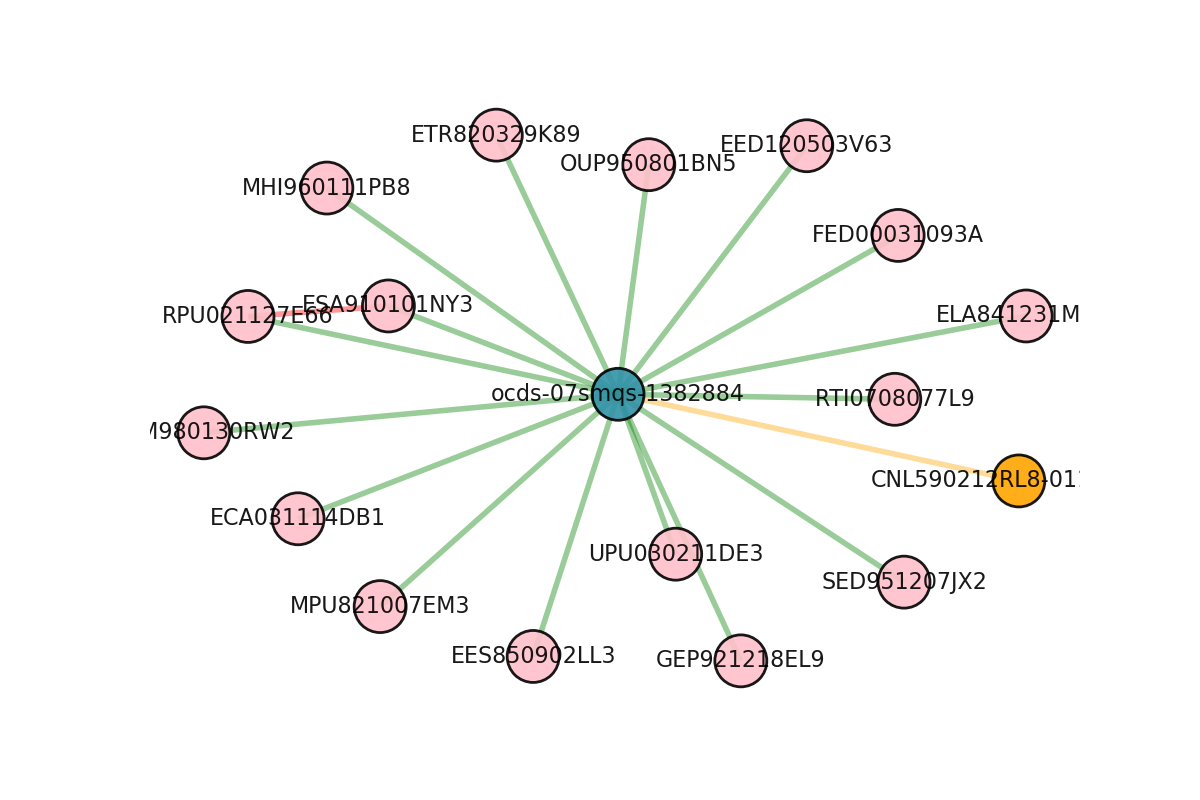 ETR820329K89
EED120503V63
OUP950801BN5
MHI960111PB8
FED00031093A
ESA910101NY3
RPU021127E66
ELA841231M
ocds-07smqs-1382884
RTI0708077L9
M980130RW2
CNL590212RL8-011
ECA031114DB1
UPU030211DE3
SED951207JX2
MPU821007EM3
EES850902LL3
GEP921218EL9